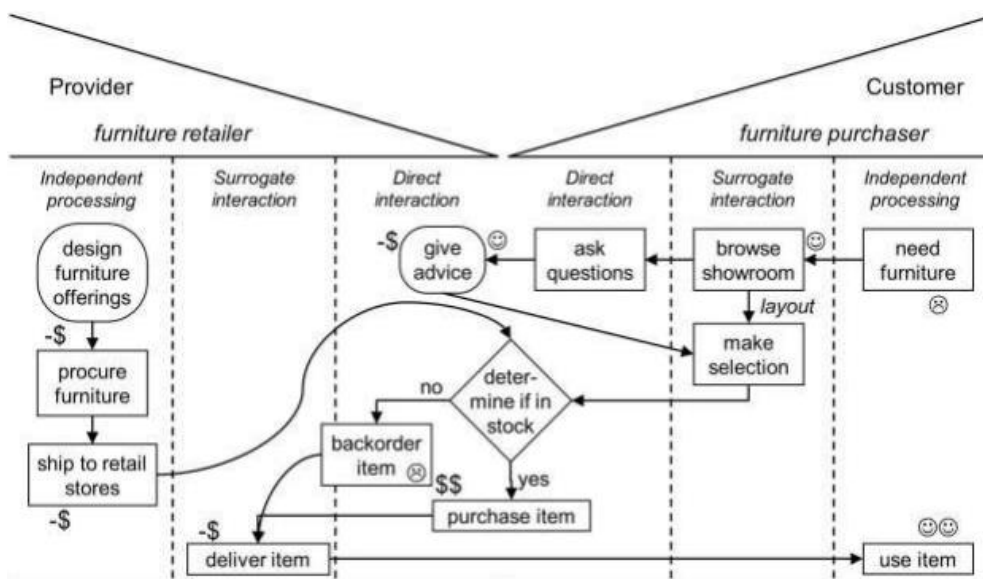 Provider
Customer
furniture retailer
furniture purchaser
Independent
processing
Surrogate
interaction
Direct
interaction
Direct
interaction
Surrogate
interaction
Independent
processing
design
furniture
offerings
-$
give
advice
ask
questions
browse
showroom
need
furniture
-$
layout
procure
furniture
make
selection
deter-
mine if in
stock
no
backorder
item
ship to retail
stores
yes
$$
purchase item
-$
-$
deliver item
use item